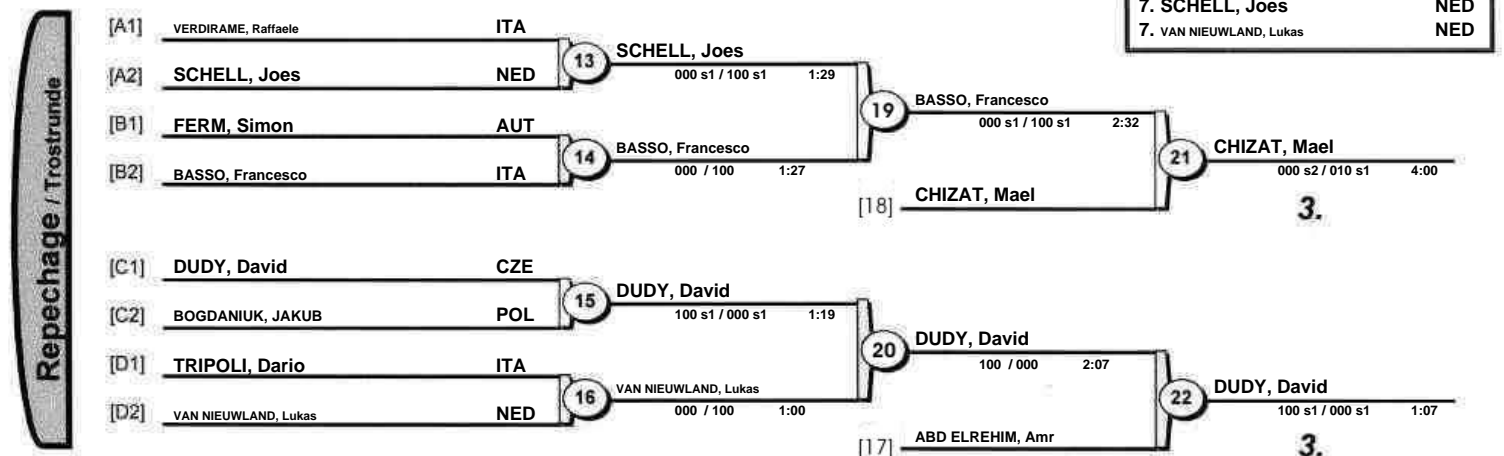 7. SCHELL, Joes NED
7. VAN NIEUWLAND, Lukas NED
Repechage / Trostrunde
[A1] VERDIRAME, Raffaele ITA
[A2] SCHELL, Joes NED
13 SCHELL, Joes
000 s1 / 100 s1 1:29
[B1] FERM, Simon AUT
[B2] BASSO, Francesco ITA
14 BASSO, Francesco
000 / 100 1:27
19 BASSO, Francesco
000 s1 / 100 s1 2:32
[18] CHIZAT, Mael
21 CHIZAT, Mael
000 s2 / 010 s1 4:00
3.
[C1] DUDY, David CZE
[C2] BOGDANIUK, JAKUB POL
15 DUDY, David
100 s1 / 000 s1 1:19
[D1] TRIPOLI, Dario ITA
[D2] VAN NIEUWLAND, Lukas NED
16 VAN NIEUWLAND, Lukas
000 / 100 1:00
20 DUDY, David
100 / 000 2:07
[17] ABD ELREHIM, Amr
22 DUDY, David
100 s1 / 000 s1 1:07
3.